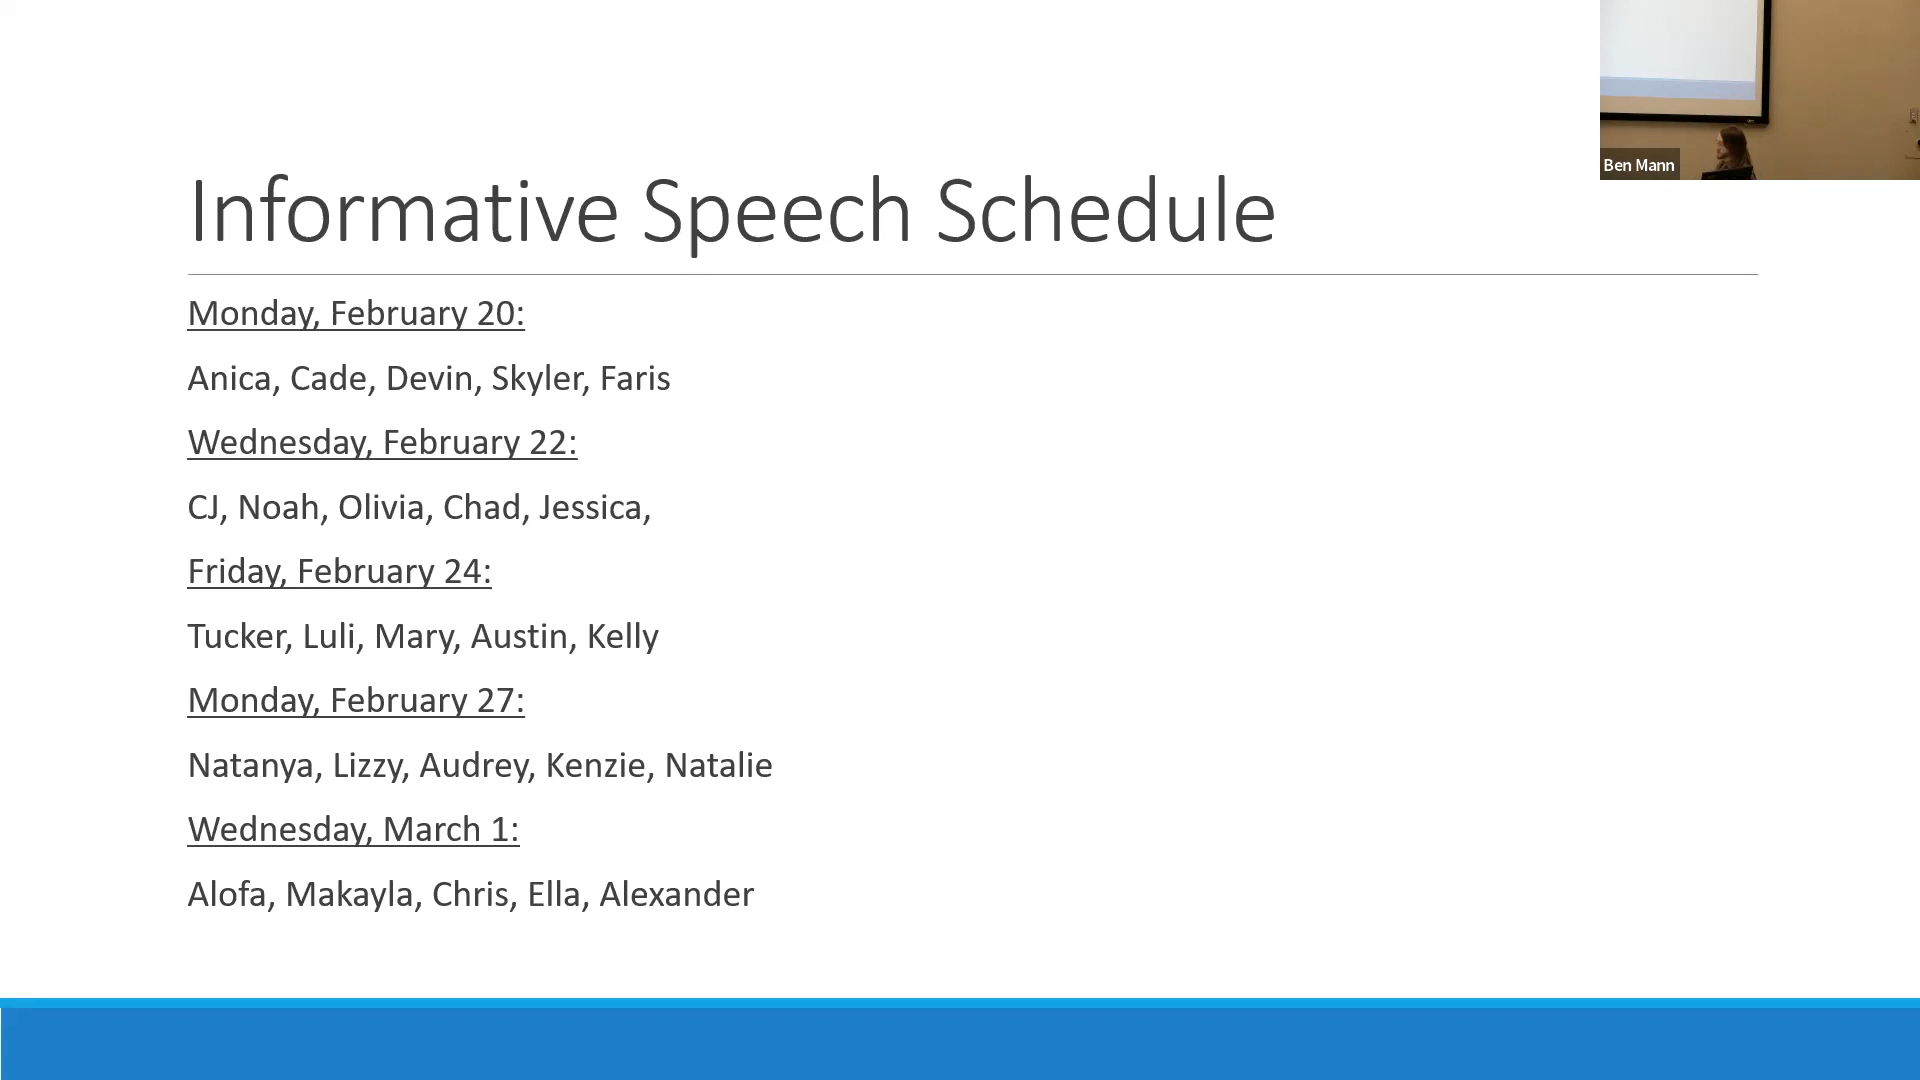 Ben Mann
Informative Speech Schedule
Monday, February 20:
Anica, Cade, Devin, Skyler, Faris
Wednesday, February 22:
CJ, Noah, Olivia, Chad, Jessica,
Friday, February 24:
Tucker, Luli, Mary, Austin, Kelly
Monday, February 27:
Natanya, Lizzy, Audrey, Kenzie, Natalie
Wednesday, March 1:
Alofa, Makayla, Chris, Ella, Alexander